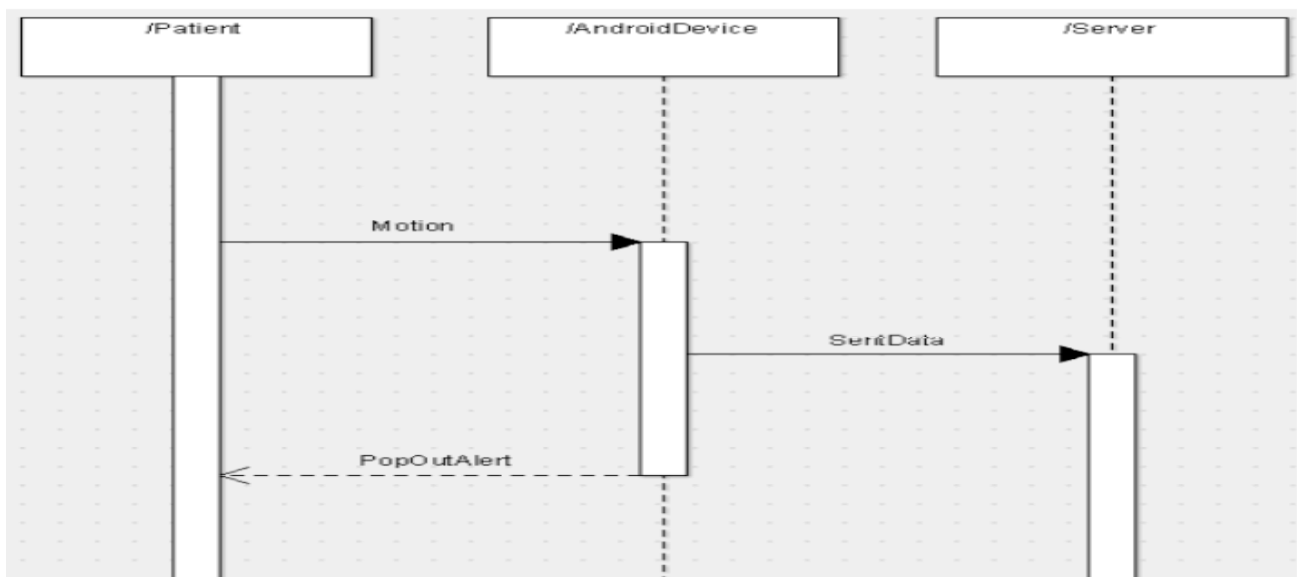 /Patient
/AndroidDevice
/Server
Motion
SentData
PopOutAlert